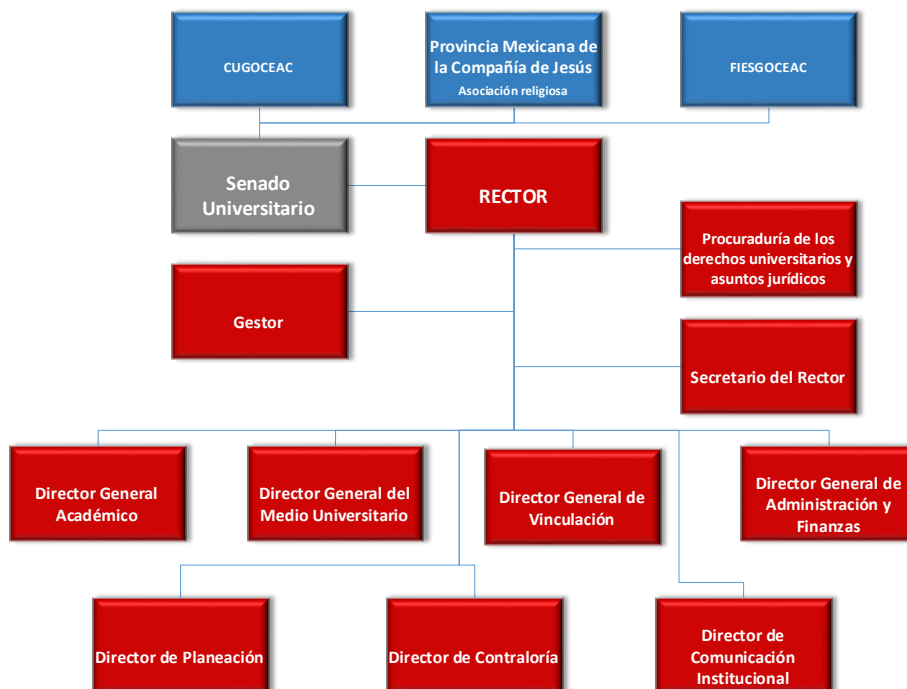 CUGOCEAC
Provincia Mexicana de
la Compañía de Jesús
Asociación religiosa
FIESGOCEAC
Senado
Universitario
RECTOR
Procuraduría de los
derechos universitarios y
asuntos jurídicos
Gestor
Secretario del Rector
Director General
Académico
Director General del
Medio Universitario
Director General de
Vinculación
Director General de
Administración y
Finanzas
Director de Planeación
Director de Contraloría
Director de
Comunicación
Institucional